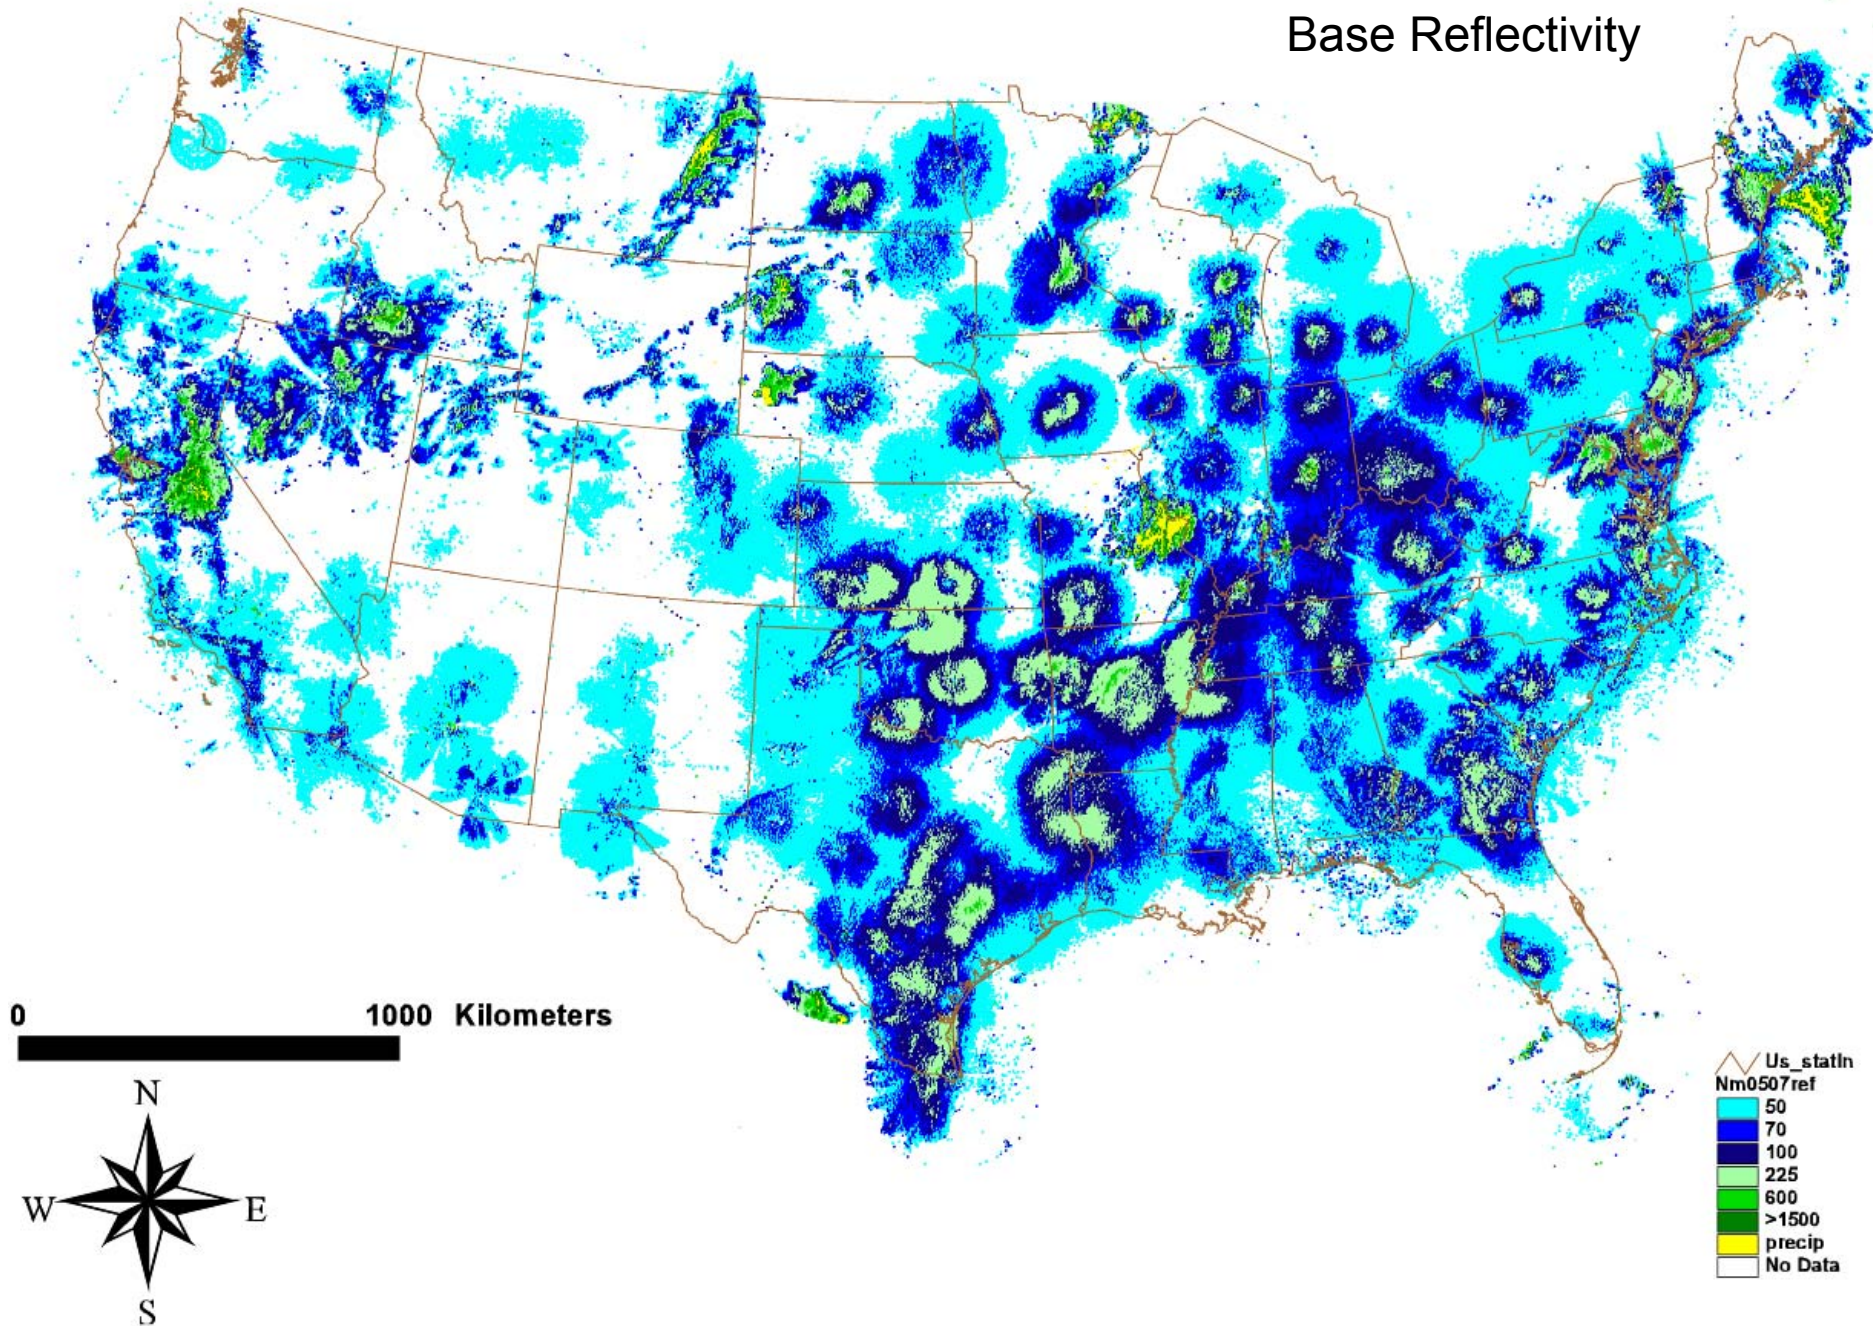 Base Reflectivity
0 1000 Kilometers
N
W E
S
Us_statln
Nm0507ref
50
70
100
225
600
>1500
precip
No Data